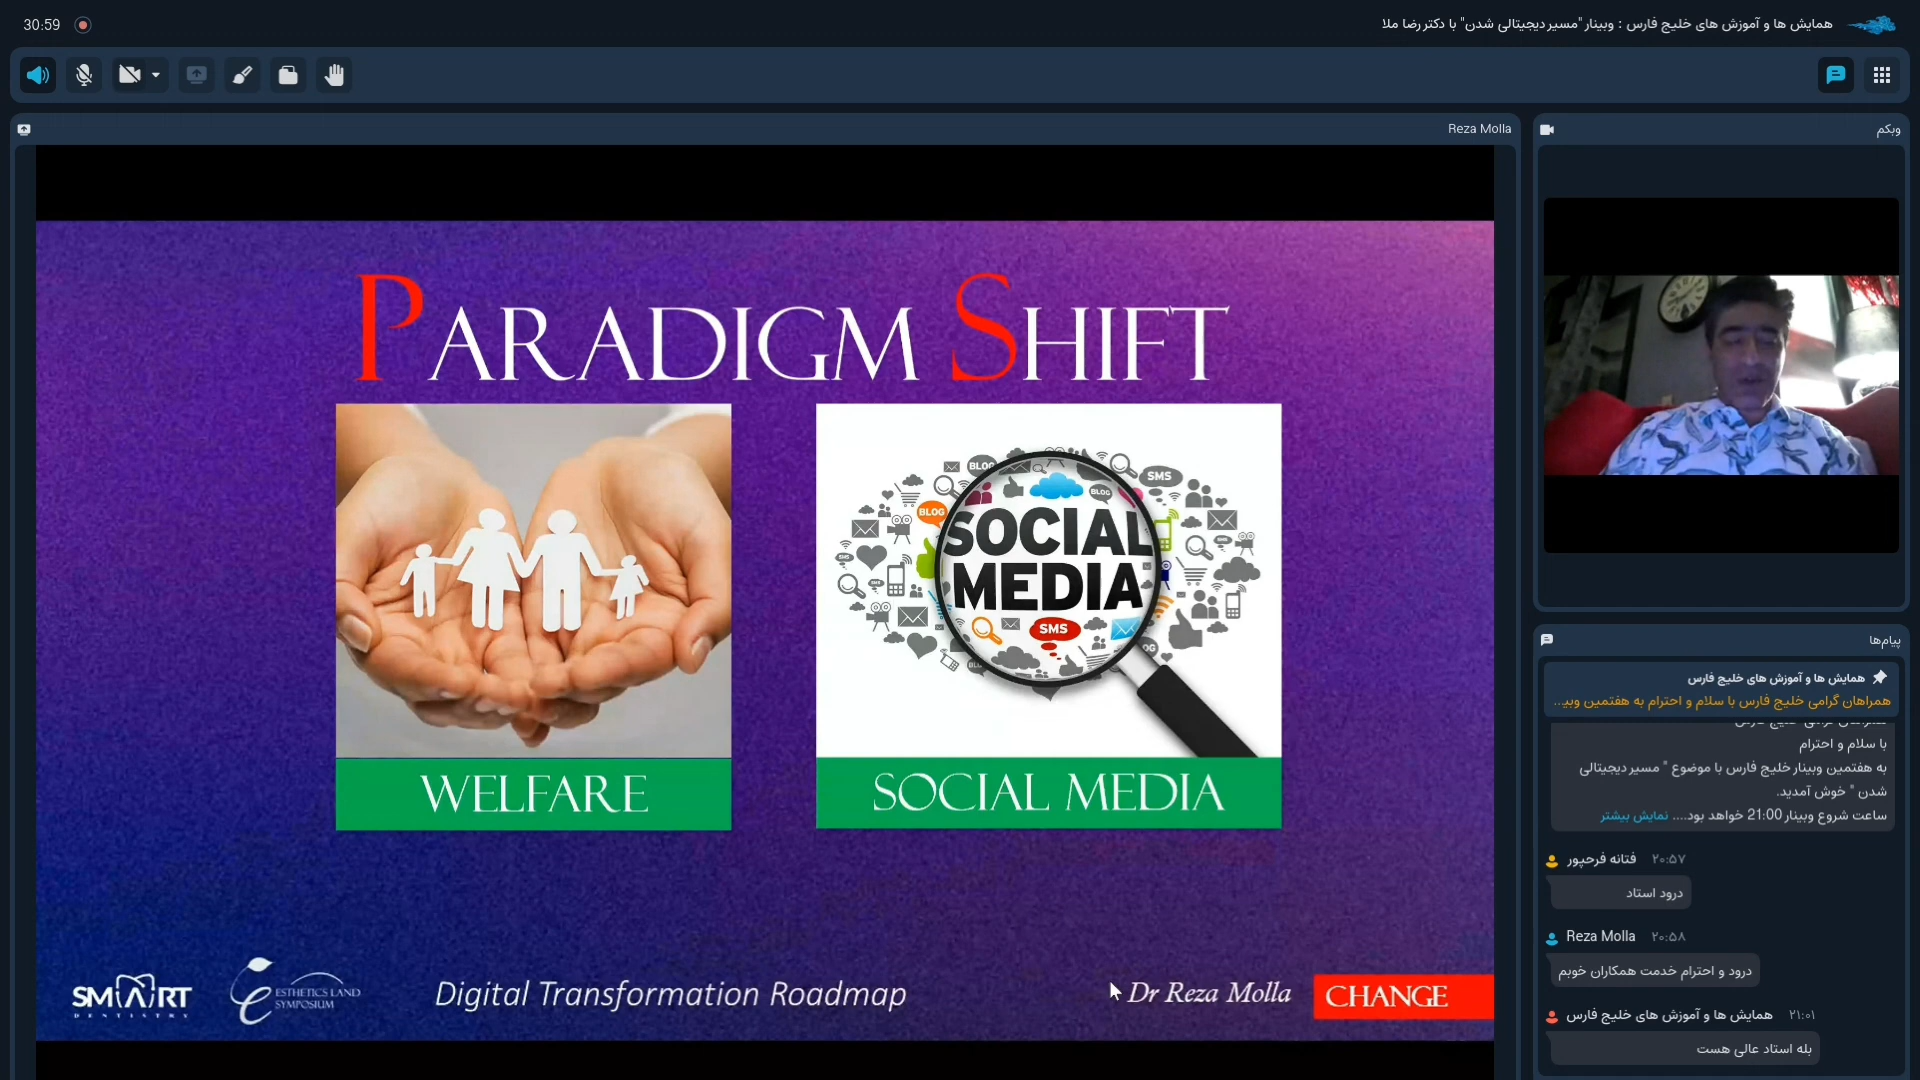 30:59
همایش ها و آموزش های خلیج فارس : وبینار "مسیر دیجیتالی شدن" با دکتر رضا ملا
Reza Molla
PARADIGM SHIFT
BLOG
SMS
BLOG
BLOG
SOCIAL
MEDIA
SMS
WELFARE
SOCIAL MEDIA
SMART
DENTISTRY
ESTHETICS LAND
SYMPOSIUM
Digital Transformation Roadmap
Dr Reza Molla
CHANGE
وبکم
پیام‌ها
همایش ها و آموزش های خلیج فارس
همراهان گرامی خلیج فارس با سلام و احترام به هفتمین وبی...
با سلام و احترام
به هفتمین وبینار خلیج فارس با موضوع " مسیر دیجیتالی
شدن " خوش آمدید.
ساعت شروع وبینار 21:00 خواهد بود.... نمایش بیشتر
فتانه فرحپور ۲۰:۵۷
درود استاد
Reza Molla ۲۰:۵۸
درود و احترام خدمت همکاران خوبم
همایش ها و آموزش های خلیج فارس ۲۱:۰۱
بله استاد عالی هست